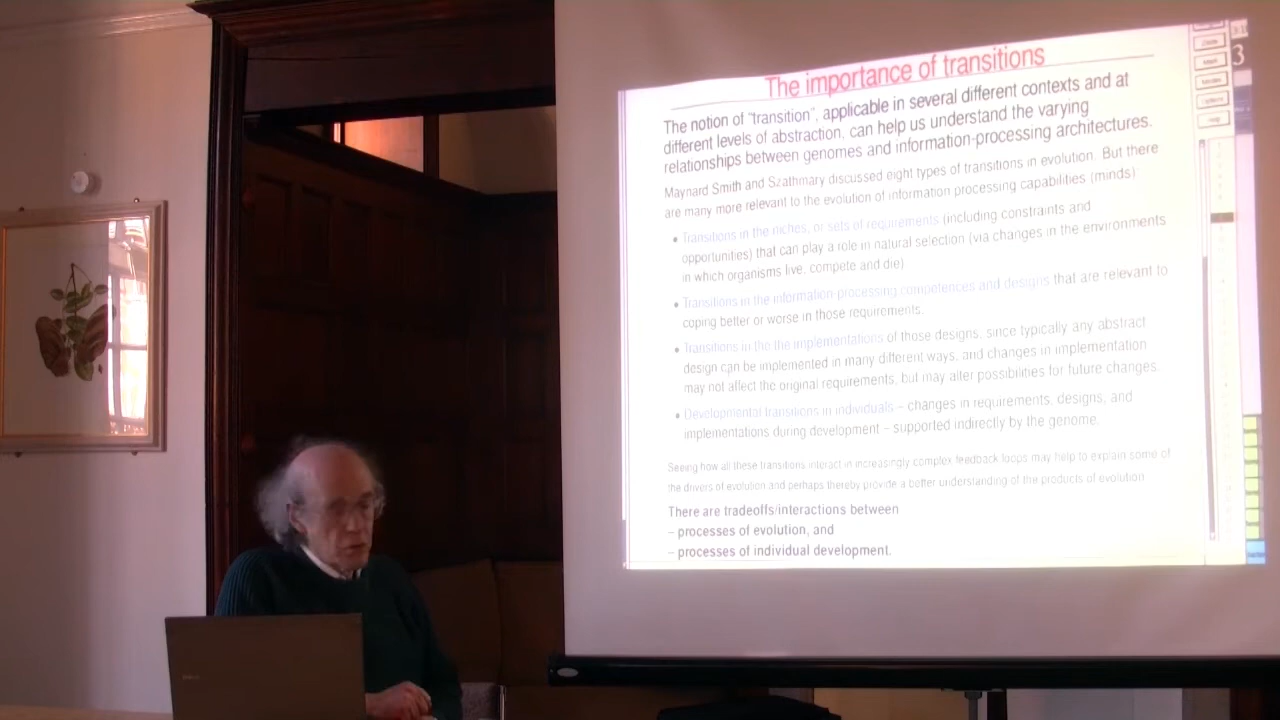 The importance of transitions
The notion of "transition", applicable in several different contexts and at
different levels of abstraction, can help us understand the varying
relationships between genomes and information-processing architectures.
Maynard Smith and Szathmary discussed eight types of transitions in evolution. But there
are many more relevant to the evolution of information processing capabilities (minds):
• Transitions in the niches, or sets of requirements (including constraints and
opportunities) that can play a role in natural selection (via changes in the environments
in which organisms live, compete and die)
• Transitions in the information-processing competences and designs that are relevant to
coping better or worse in those requirements.
• Transitions in the the implementations of those designs, since typically any abstract
design can be implemented in many different ways, and changes in implementation
may not affect the original requirements, but may alter possibilities for future changes.
• Developmental transitions in individuals – changes in requirements, designs, and
implementations during development – supported indirectly by the genome.
Seeing how all these transitions interact in increasingly complex feedback loops may help to explain some of
the drivers of evolution and perhaps thereby provide a better understanding of the products of evolution
There are tradeoffs/interactions between
– processes of evolution, and
– processes of individual development.
3